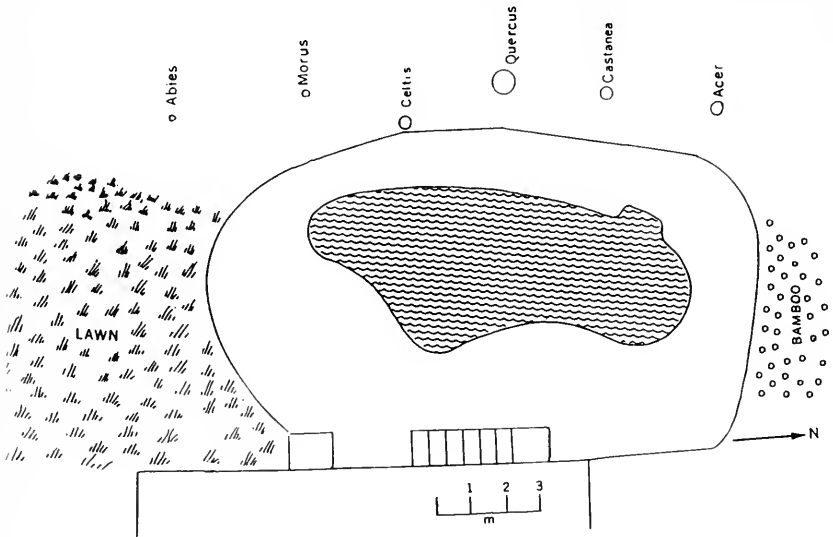 Abies
Morus
Celtis
Quercus
Castanea
Acer
LAWN
BAMBOO
N
1 2 3
m